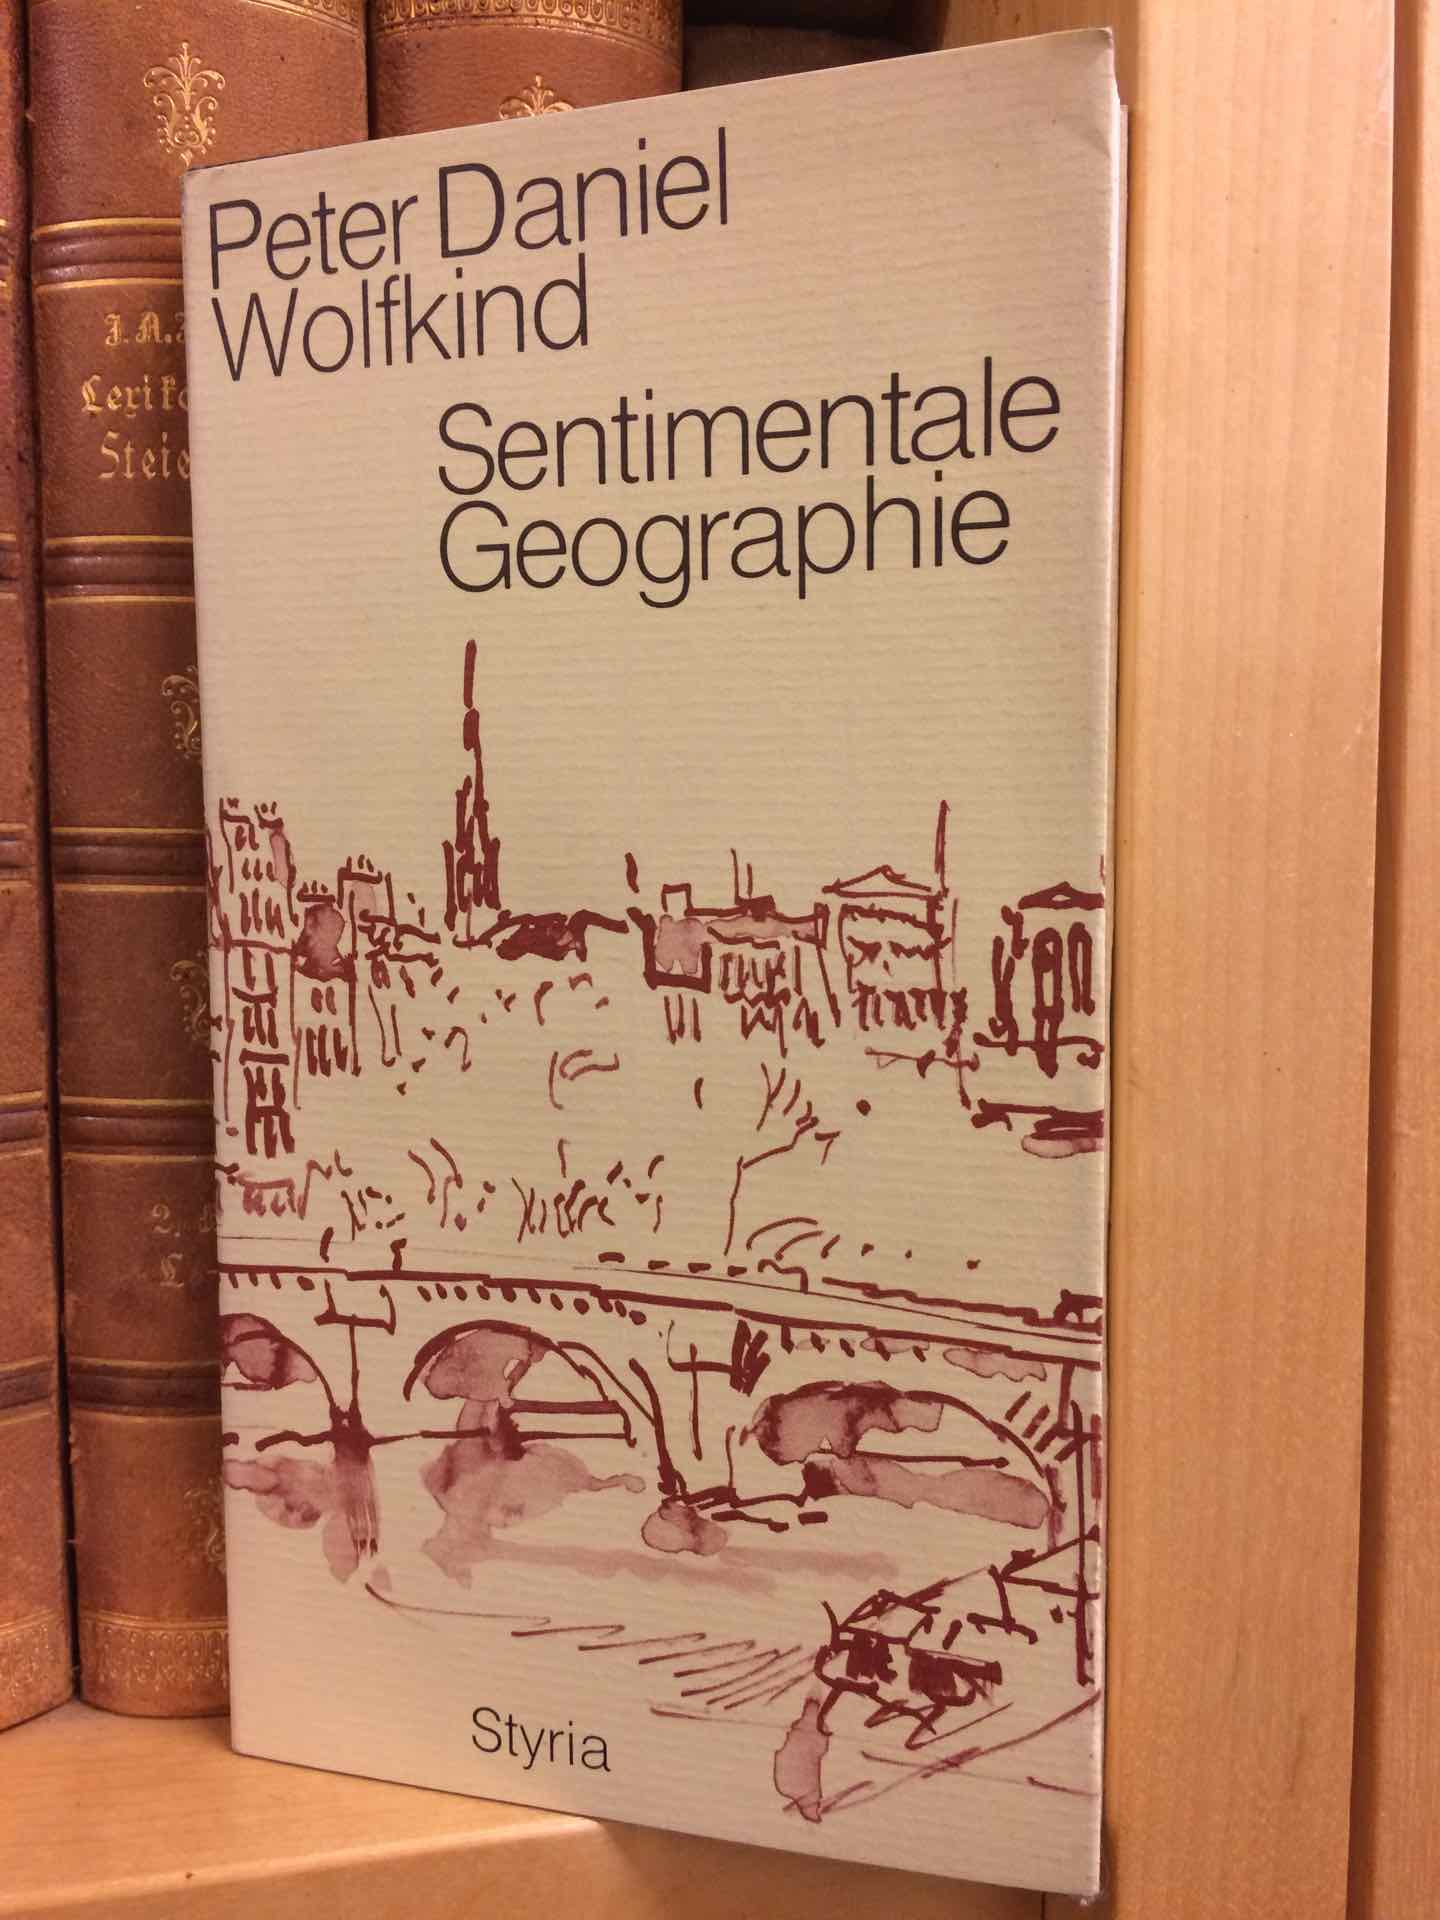 Peter Daniel
Wolfkind
Sentimentale
Geographie
Styria
J. A.